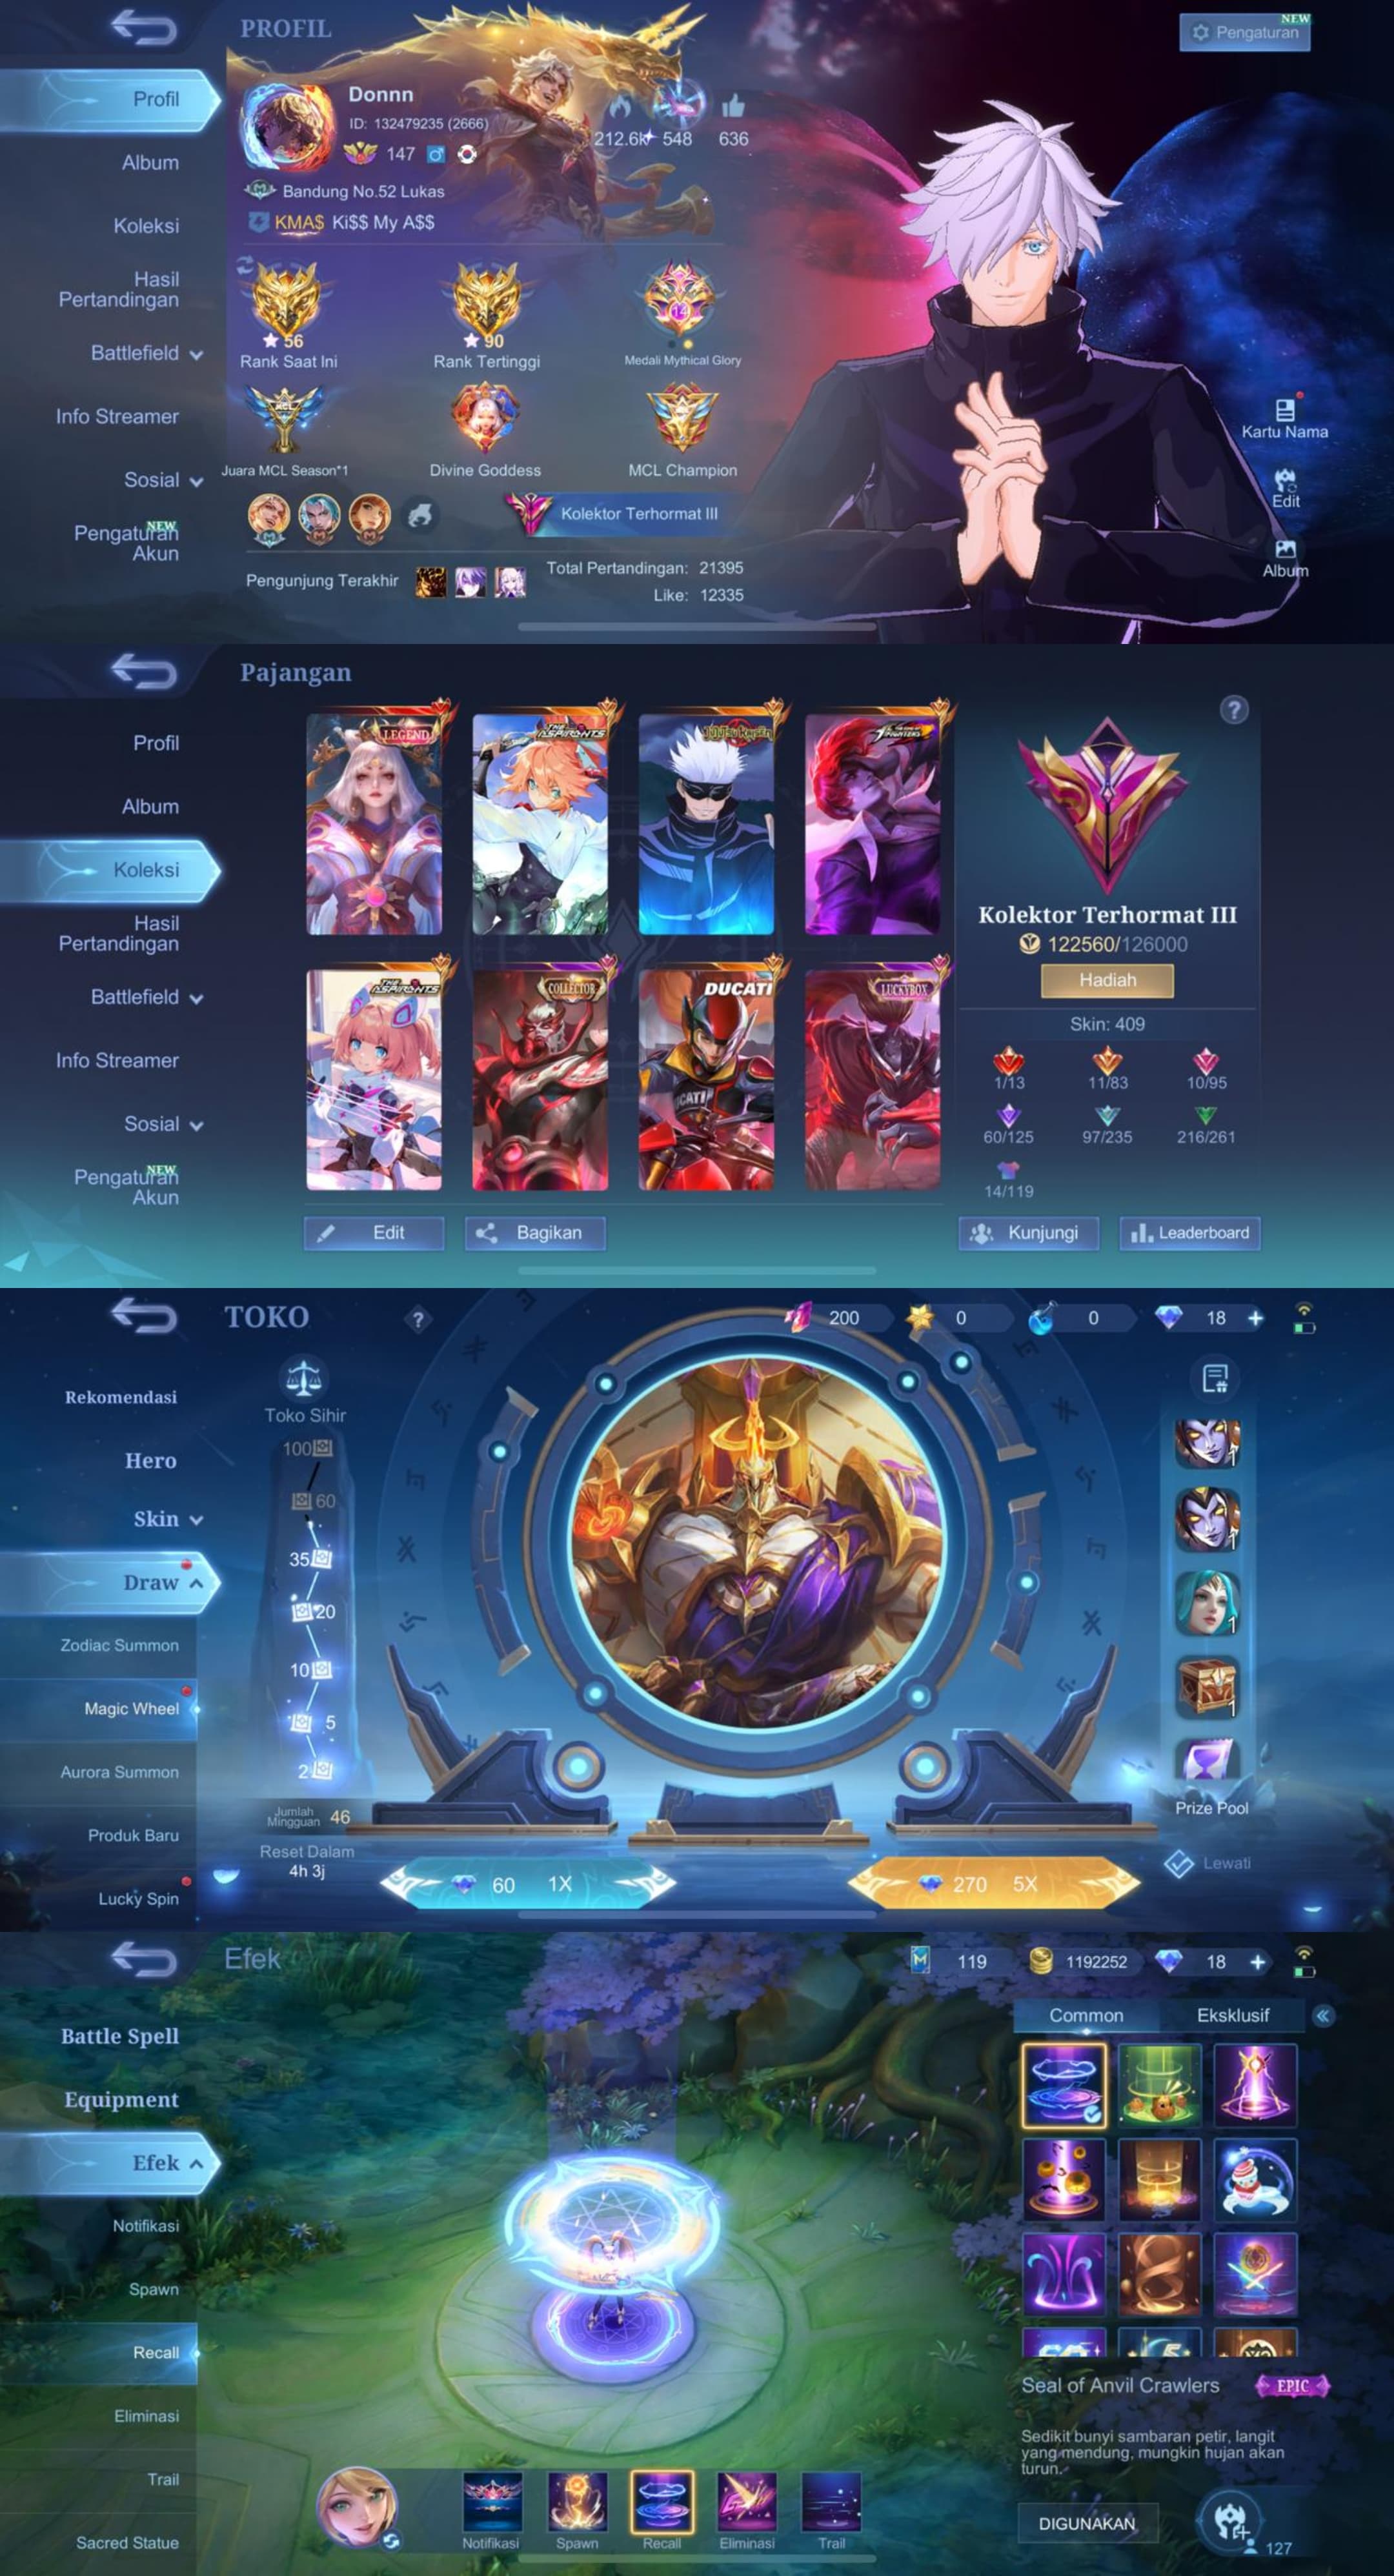 PROFIL
NEW
Pengaturan
Profil
Donnn
ID: 132479235 (2666)
147
212.6k 548 636
Album
Bandung No.52 Lukas
KMA$ Ki$$ My A$$
Koleksi
Hasil
Pertandingan
14
56
90
Rank Saat Ini
Rank Tertinggi
Medali Mythical Glory
Battlefield
Info Streamer
MCL
Juara MCL Season*1
Divine Goddess
MCL Champion
Kartu Nama
Sosial
Edit
Kolektor Terhormat III
NEW
Pengaturan
Akun
Album
Pengunjung Terakhir
Total Pertandingan: 21395
Like: 12335
Pajangan
Profil
Album
Koleksi
Hasil
Pertandingan
Battlefield
Info Streamer
Sosial
NEW
Pengaturan
Akun
LEGEND
THE ASPIRANTS
JUJUTSU KAISEN
THE KING OF FIGHTERS
THE ASPIRANTS
COLLECTOR
DUCATI
LUCKYBOX
DUCATI
?
Kolektor Terhormat III
122560/126000
Hadiah
Skin: 409
1/13 11/83 10/95
60/125 97/235 216/261
14/119
Edit
Bagikan
Kunjungi
Leaderboard
TOKO
?
200 0 0 18 +
Rekomendasi
Hero
Skin
Draw
Zodiac Summon
Magic Wheel
Aurora Summon
Produk Baru
Lucky Spin
Toko Sihir
100
60
35
20
10
5
2
Jumlah
Mingguan 46
Reset Dalam
4h 3j
60 1X
270 5X
1
1
1
1
Prize Pool
Lewati
Efek
119 1192252 18 +
Battle Spell
Equipment
Efek
Notifikasi
Spawn
Recall
Eliminasi
Trail
Sacred Statue
Common Eksklusif
Seal of Anvil Crawlers EPIC
Sedikit bunyi sambaran petir, langit
yang mendung, mungkin hujan akan
turun.
Notifikasi Spawn Recall Eliminasi Trail
DIGUNAKAN
127